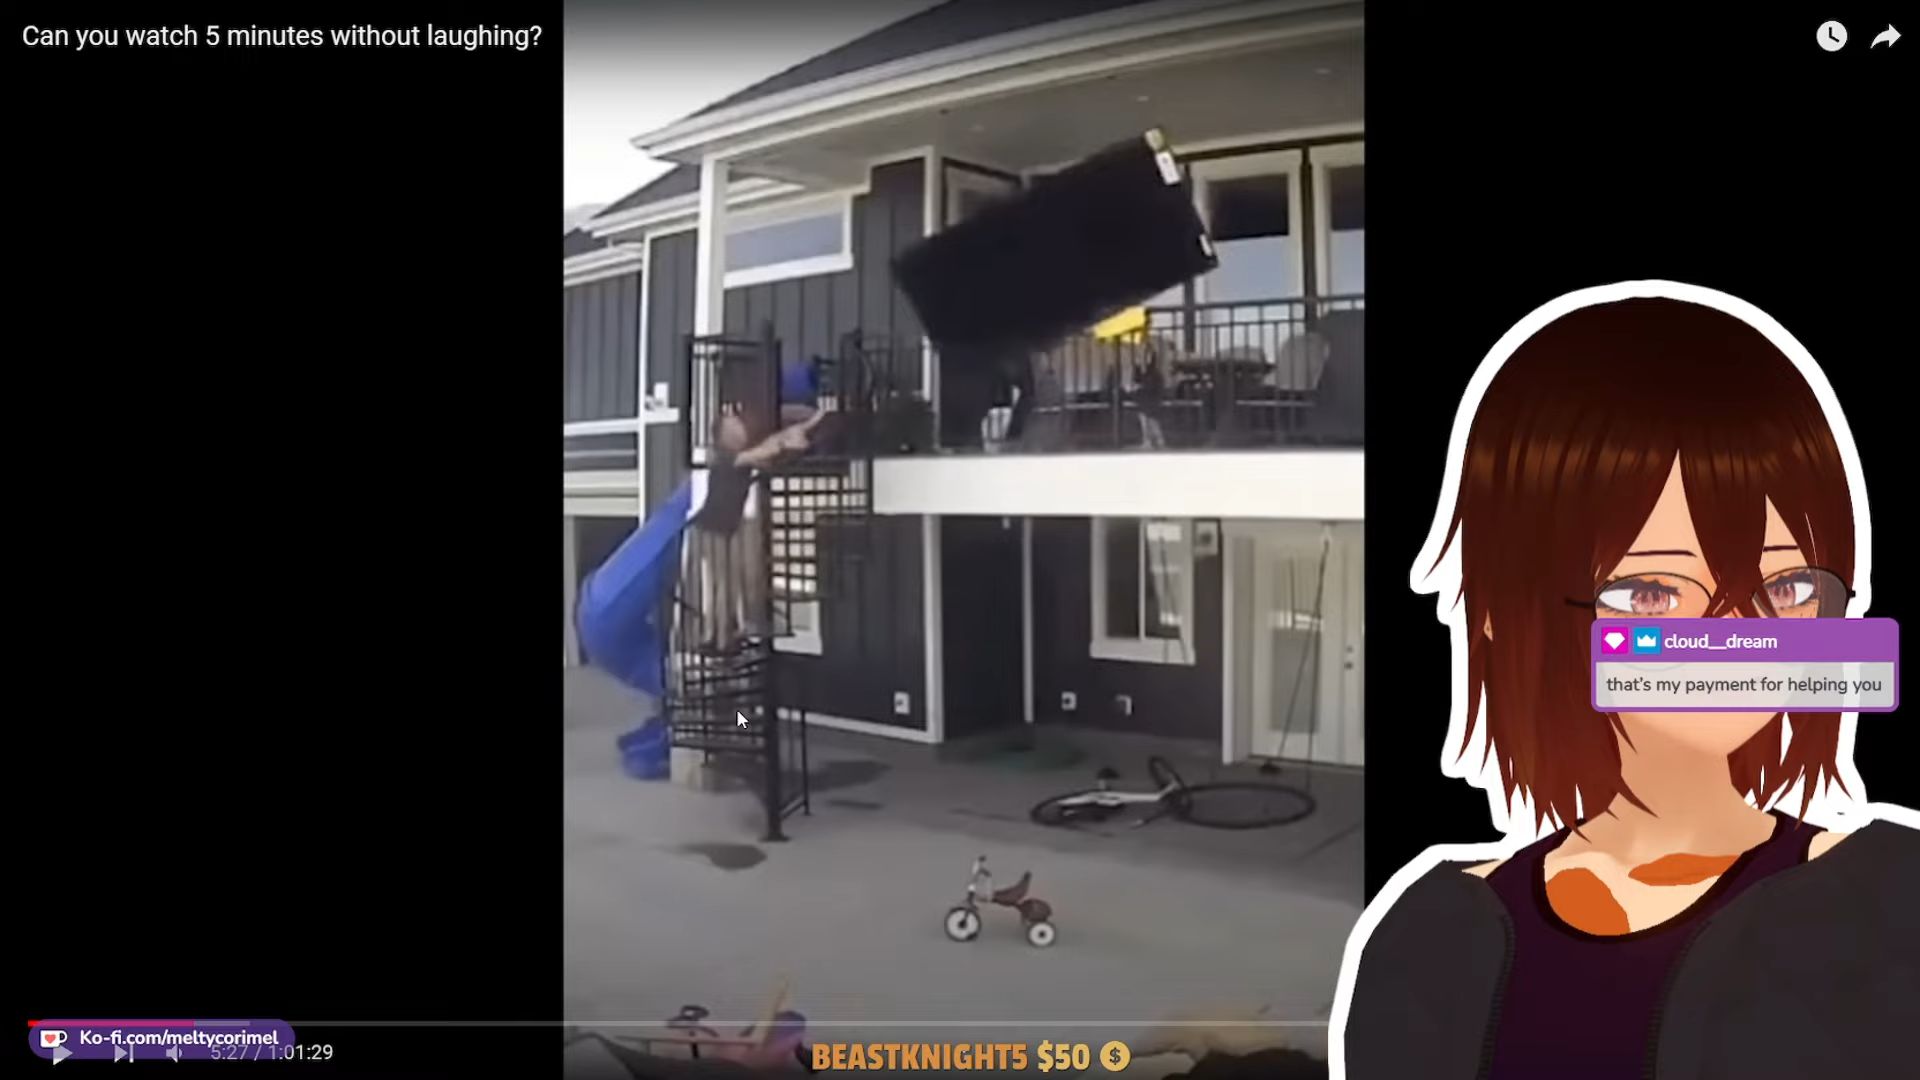 Can you watch 5 minutes without laughing?
cloud__dream
that's my payment for helping you
Ko-fi.com/meltycorimel
5:27 / 1:01:29
BEASTKNIGHT5 $50 $